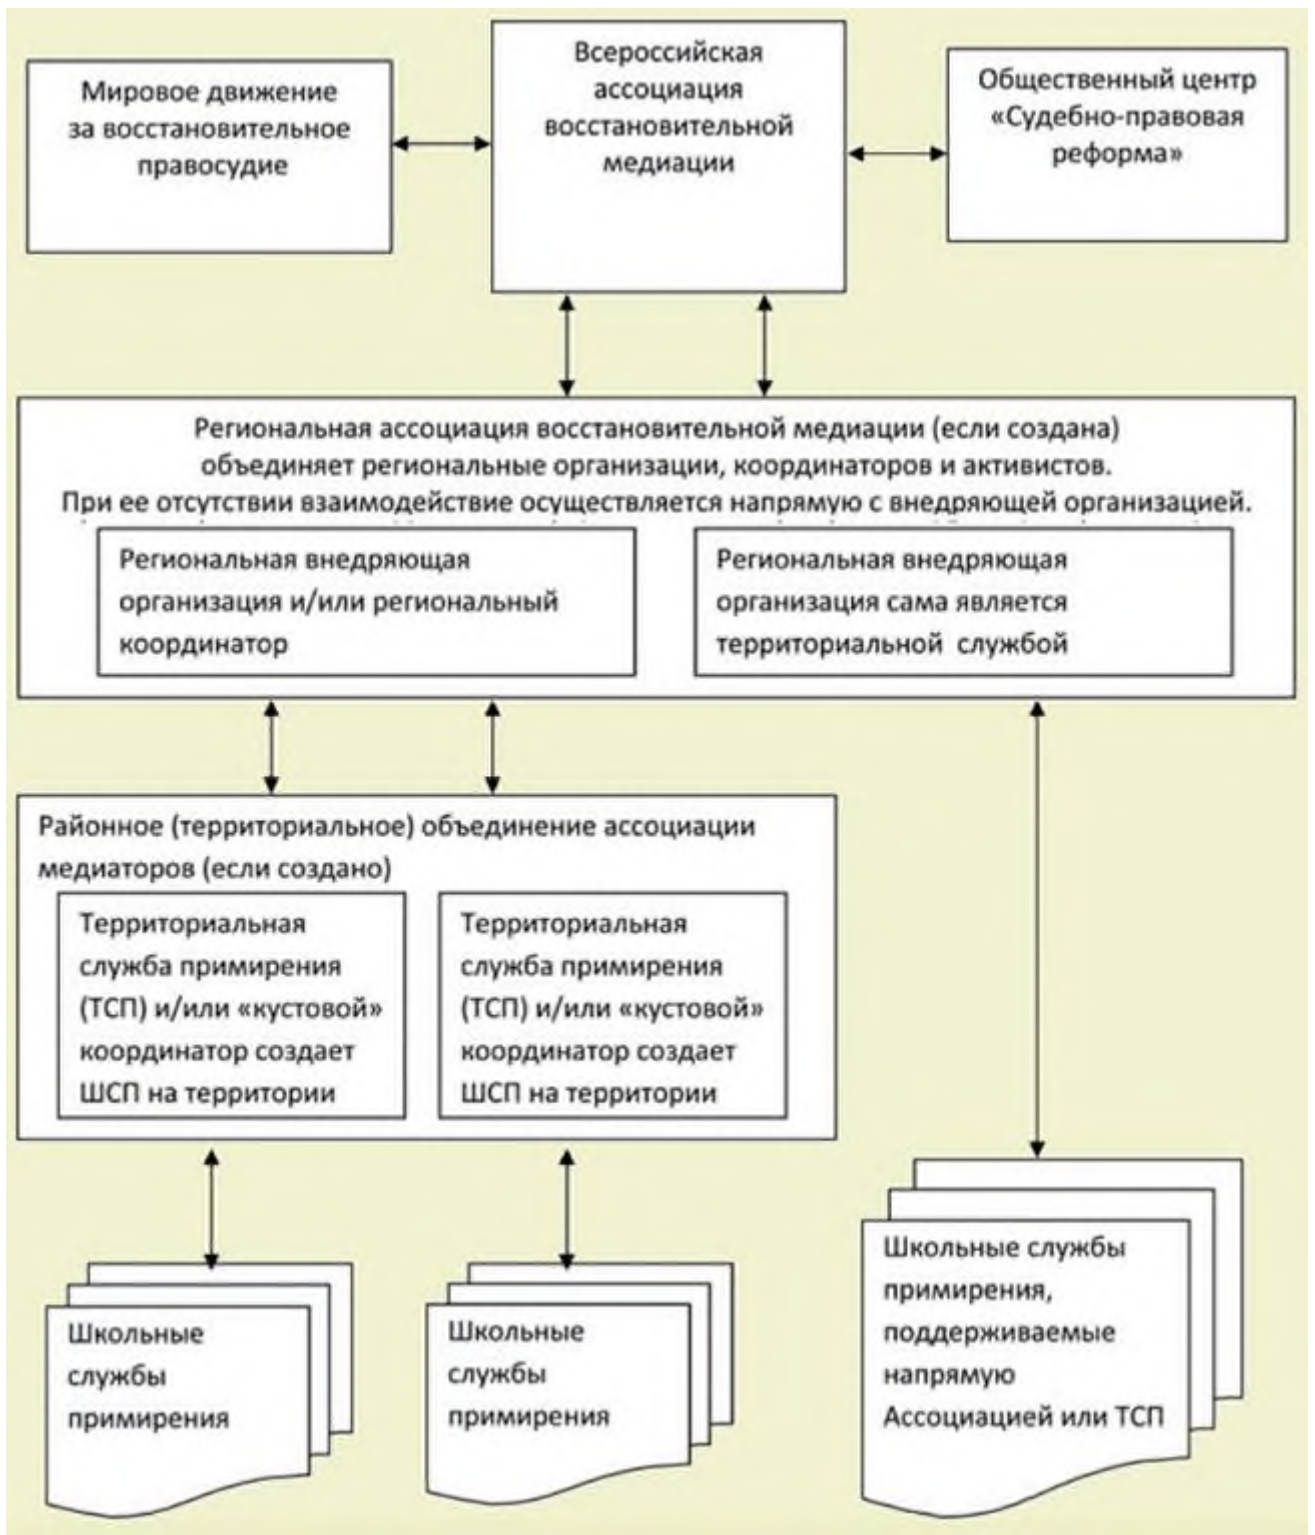 Мировое движение
за восстановительное
правосудие
Всероссийская
ассоциация
восстановительной
медиации
Общественный центр
«Судебно-правовая
реформа»
Региональная ассоциация восстановительной медиации (если создана)
объединяет региональные организации, координаторов и активистов.
При ее отсутствии взаимодействие осуществляется напрямую с внедряющей организацией.
Региональная внедряющая
организация и/или региональный
координатор
Региональная внедряющая
организация сама является
территориальной службой
Районное (территориальное) объединение ассоциации
медиаторов (если создано)
Территориальная
служба примирения
(ТСП) и/или «кустовой»
координатор создает
ШСП на территории
Территориальная
служба примирения
(ТСП) и/или «кустовой»
координатор создает
ШСП на территории
Школьные
службы
примирения
Школьные
службы
примирения
Школьные службы
примирения,
поддерживаемые
напрямую
Ассоциацией или ТСП